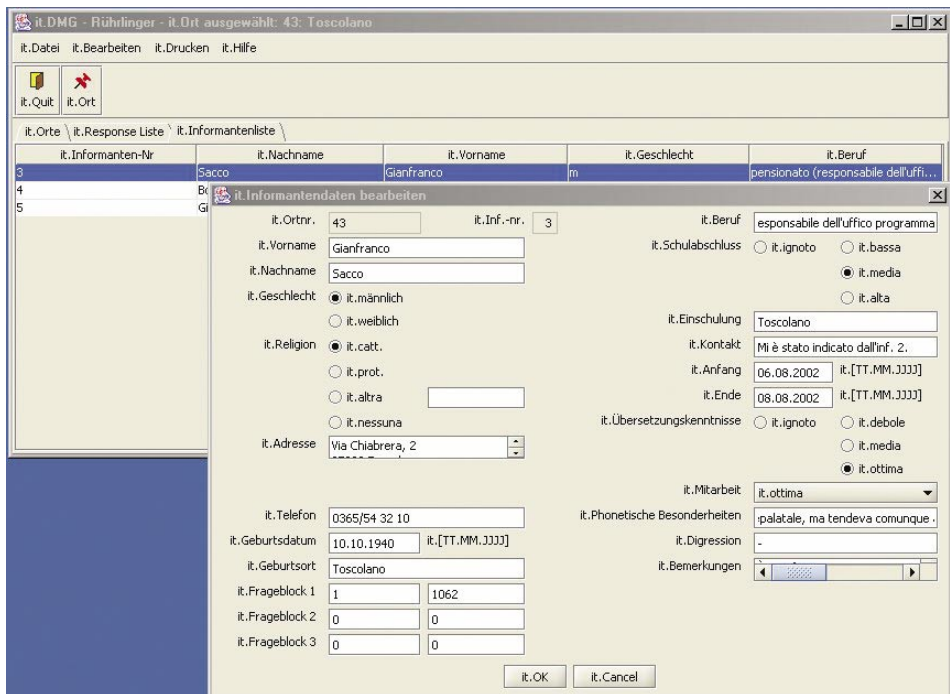 it.DMG - Rührlinger - it.Ort ausgewählt: 43: Toscolano
it.Datei it.Bearbeiten it.Drucken it.Hilfe
it.Quit it.Ort
it.Orte it.Response Liste it.Informantenliste
it.Informanten-Nr it.Nachname it.Vorname it.Geschlecht it.Beruf
3 Sacco Gianfranco m pensionato (responsabile dell'uffi...
4
5
it.Informantendaten bearbeiten
it.Ortnr. 43 it.Inf.-nr. 3
it.Vorname Gianfranco
it.Nachname Sacco
it.Geschlecht it.männlich
it.weiblich
it.Religion it.catt.
it.prot.
it.altra
it.nessuna
it.Adresse Via Chiabrera, 2
it.Telefon 0365/54 32 10
it.Geburtsdatum 10.10.1940 it.[TT.MM.JJJJ]
it.Geburtsort Toscolano
it.Frageblock 1 1 1062
it.Frageblock 2 0 0
it.Frageblock 3 0 0
it.Beruf esponsabile dell'uffico programma
it.Schulabschluss it.ignoto it.bassa
it.media
it.alta
it.Einschulung Toscolano
it.Kontakt Mi è stato indicato dall'inf. 2.
it.Anfang 06.08.2002 it.[TT.MM.JJJJ]
it.Ende 08.08.2002 it.[TT.MM.JJJJ]
it.Übersetzungskenntnisse it.ignoto it.debole
it.media
it.ottima
it.Mitarbeit it.ottima
it.Phonetische Besonderheiten palatale, ma tendeva comunque
it.Digression -
it.Bemerkungen
it.OK it.Cancel